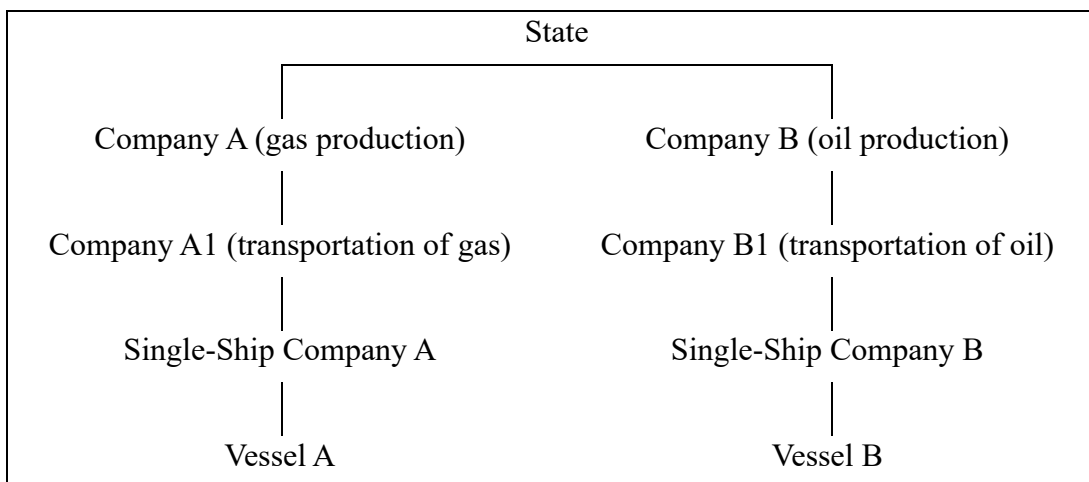 State
Company A (gas production)
Company B (oil production)
Company A1 (transportation of gas)
Company B1 (transportation of oil)
Single-Ship Company A
Single-Ship Company B
Vessel A
Vessel B